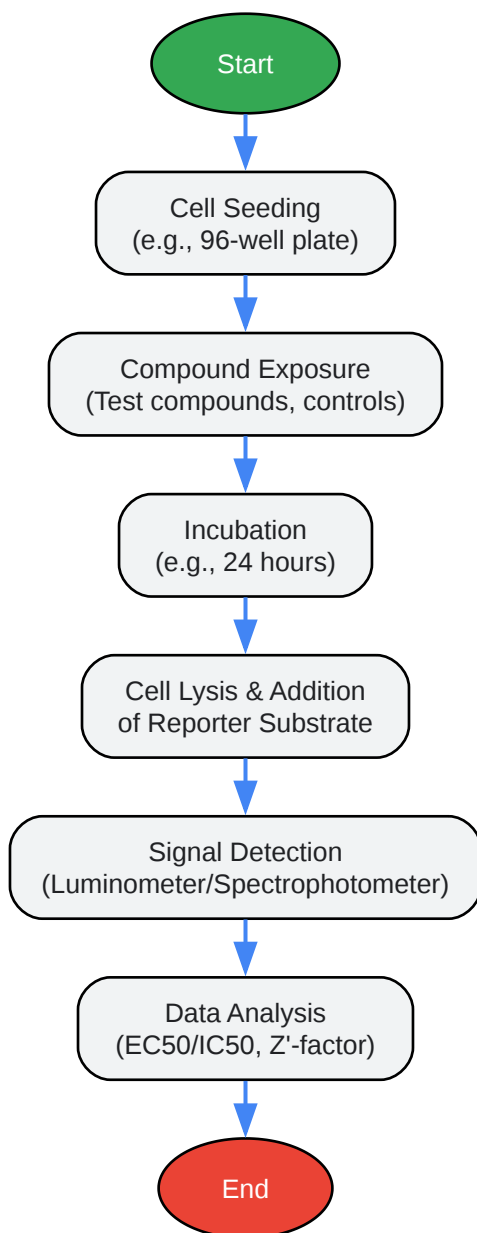 Start
Cell Seeding
(e.g., 96-well plate)
Compound Exposure
(Test compounds, controls)
Incubation
(e.g., 24 hours)
Cell Lysis & Addition
of Reporter Substrate
Signal Detection
(Luminometer/Spectrophotometer)
Data Analysis
(EC50/IC50, Z'-factor)
End